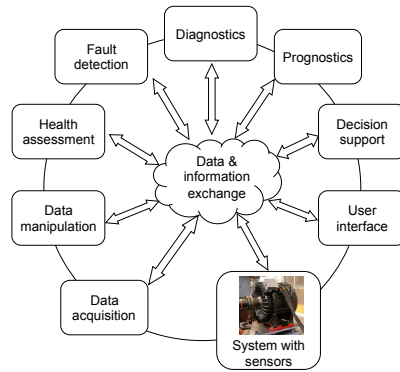 Diagnostics
Fault
detection
Prognostics
Health
assessment
Decision
support
Data &
information
exchange
Data
manipulation
User
interface
Data
acquisition
System with
sensors